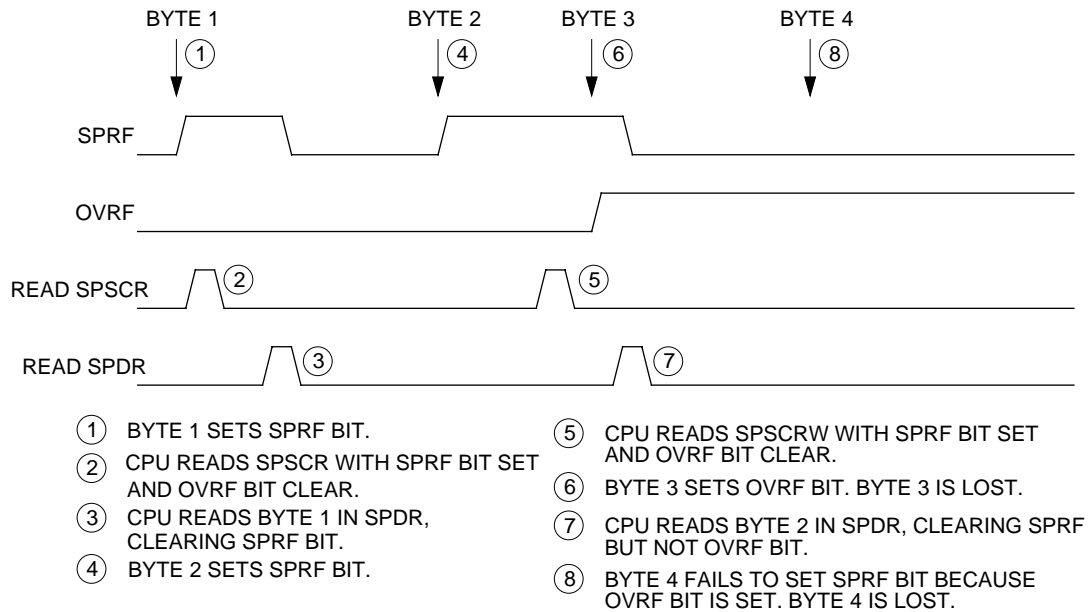 BYTE 1 BYTE 2 BYTE 3 BYTE 4
1 4 6 8
SPRF
OVRF
READ SPSCR 2 5
READ SPDR 3 7
1 BYTE 1 SETS SPRF BIT.
2 CPU READS SPSCR WITH SPRF BIT SET
AND OVRF BIT CLEAR.
3 CPU READS BYTE 1 IN SPDR,
CLEARING SPRF BIT.
4 BYTE 2 SETS SPRF BIT.
5 CPU READS SPSCRW WITH SPRF BIT SET
AND OVRF BIT CLEAR.
6 BYTE 3 SETS OVRF BIT. BYTE 3 IS LOST.
7 CPU READS BYTE 2 IN SPDR, CLEARING SPRF
BUT NOT OVRF BIT.
8 BYTE 4 FAILS TO SET SPRF BIT BECAUSE
OVRF BIT IS SET. BYTE 4 IS LOST.